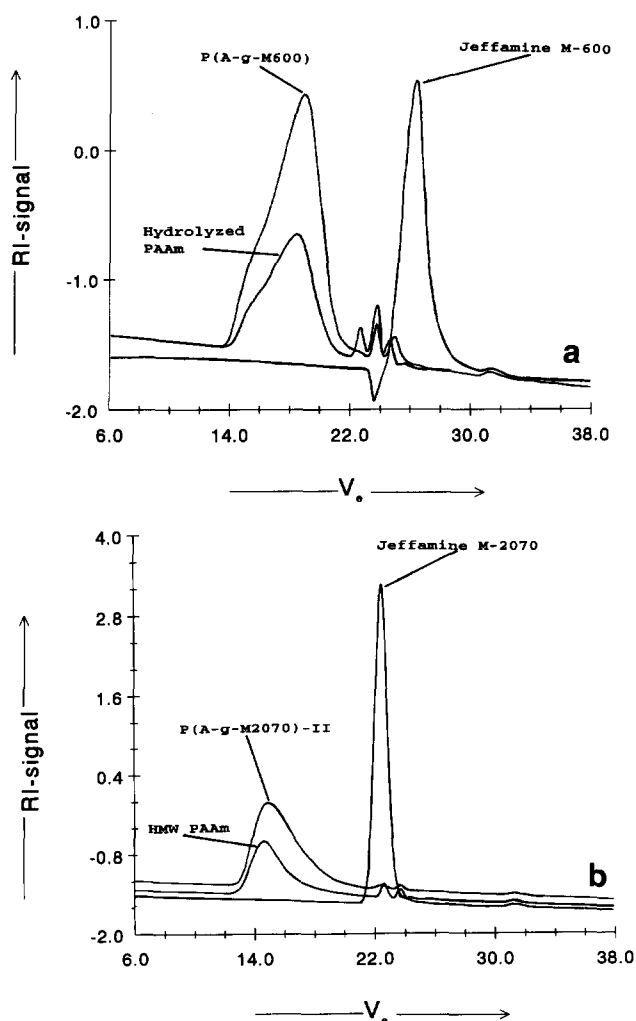 1.0
P(A-g-M600)
Jeffamine M-600
0.0
Hydrolyzed
PAAm
RI-signal
-1.0
a
-2.0
6.0 14.0 22.0 30.0 38.0
Ve
4.0
Jeffamine M-2070
2.8
P(A-g-M2070)-II
1.6
RI-signal
0.4
HMW PAAm
-0.8
b
-2.0
6.0 14.0 22.0 30.0 38.0
Ve